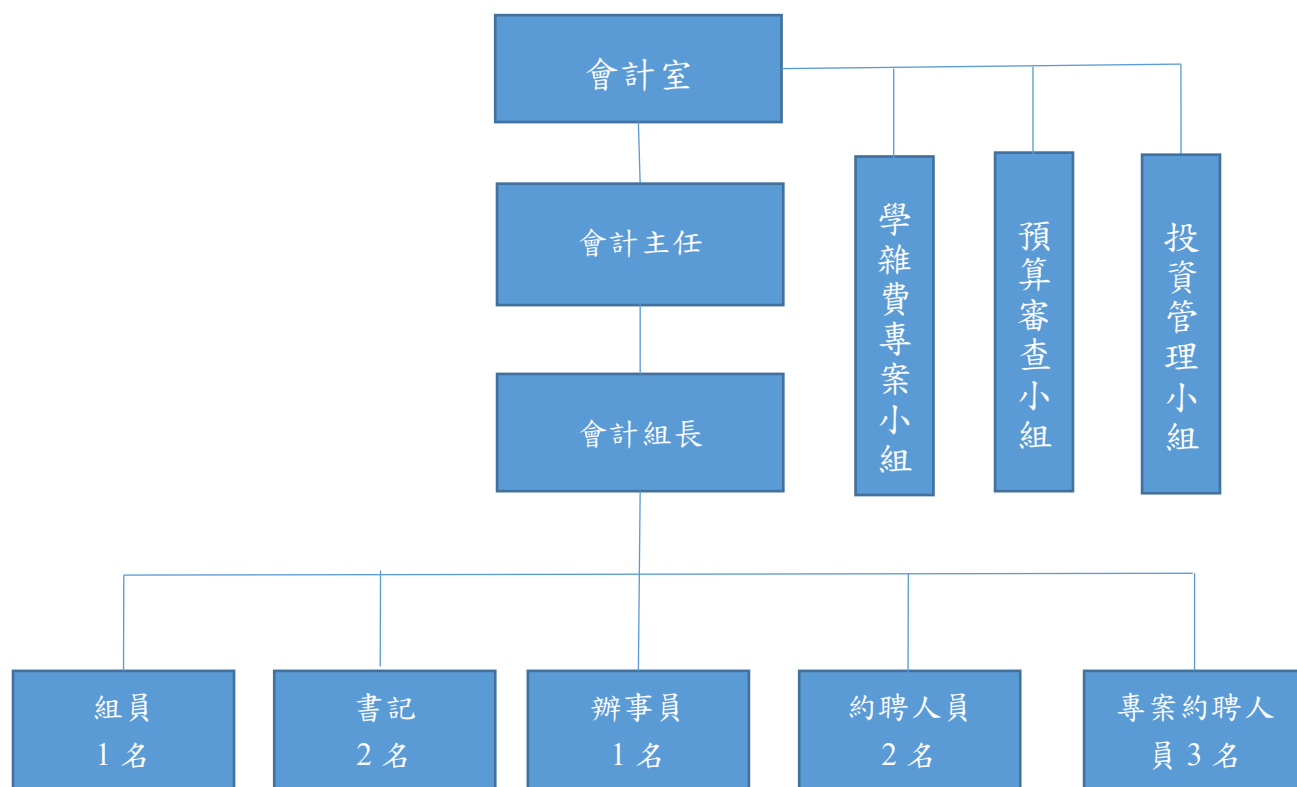 會計室
會計主任
會計組長
學雜費專案小組
預算審查小組
投資管理小組
組員
1 名
書記
2 名
辦事員
1 名
約聘人員
2 名
專案約聘人
員 3 名